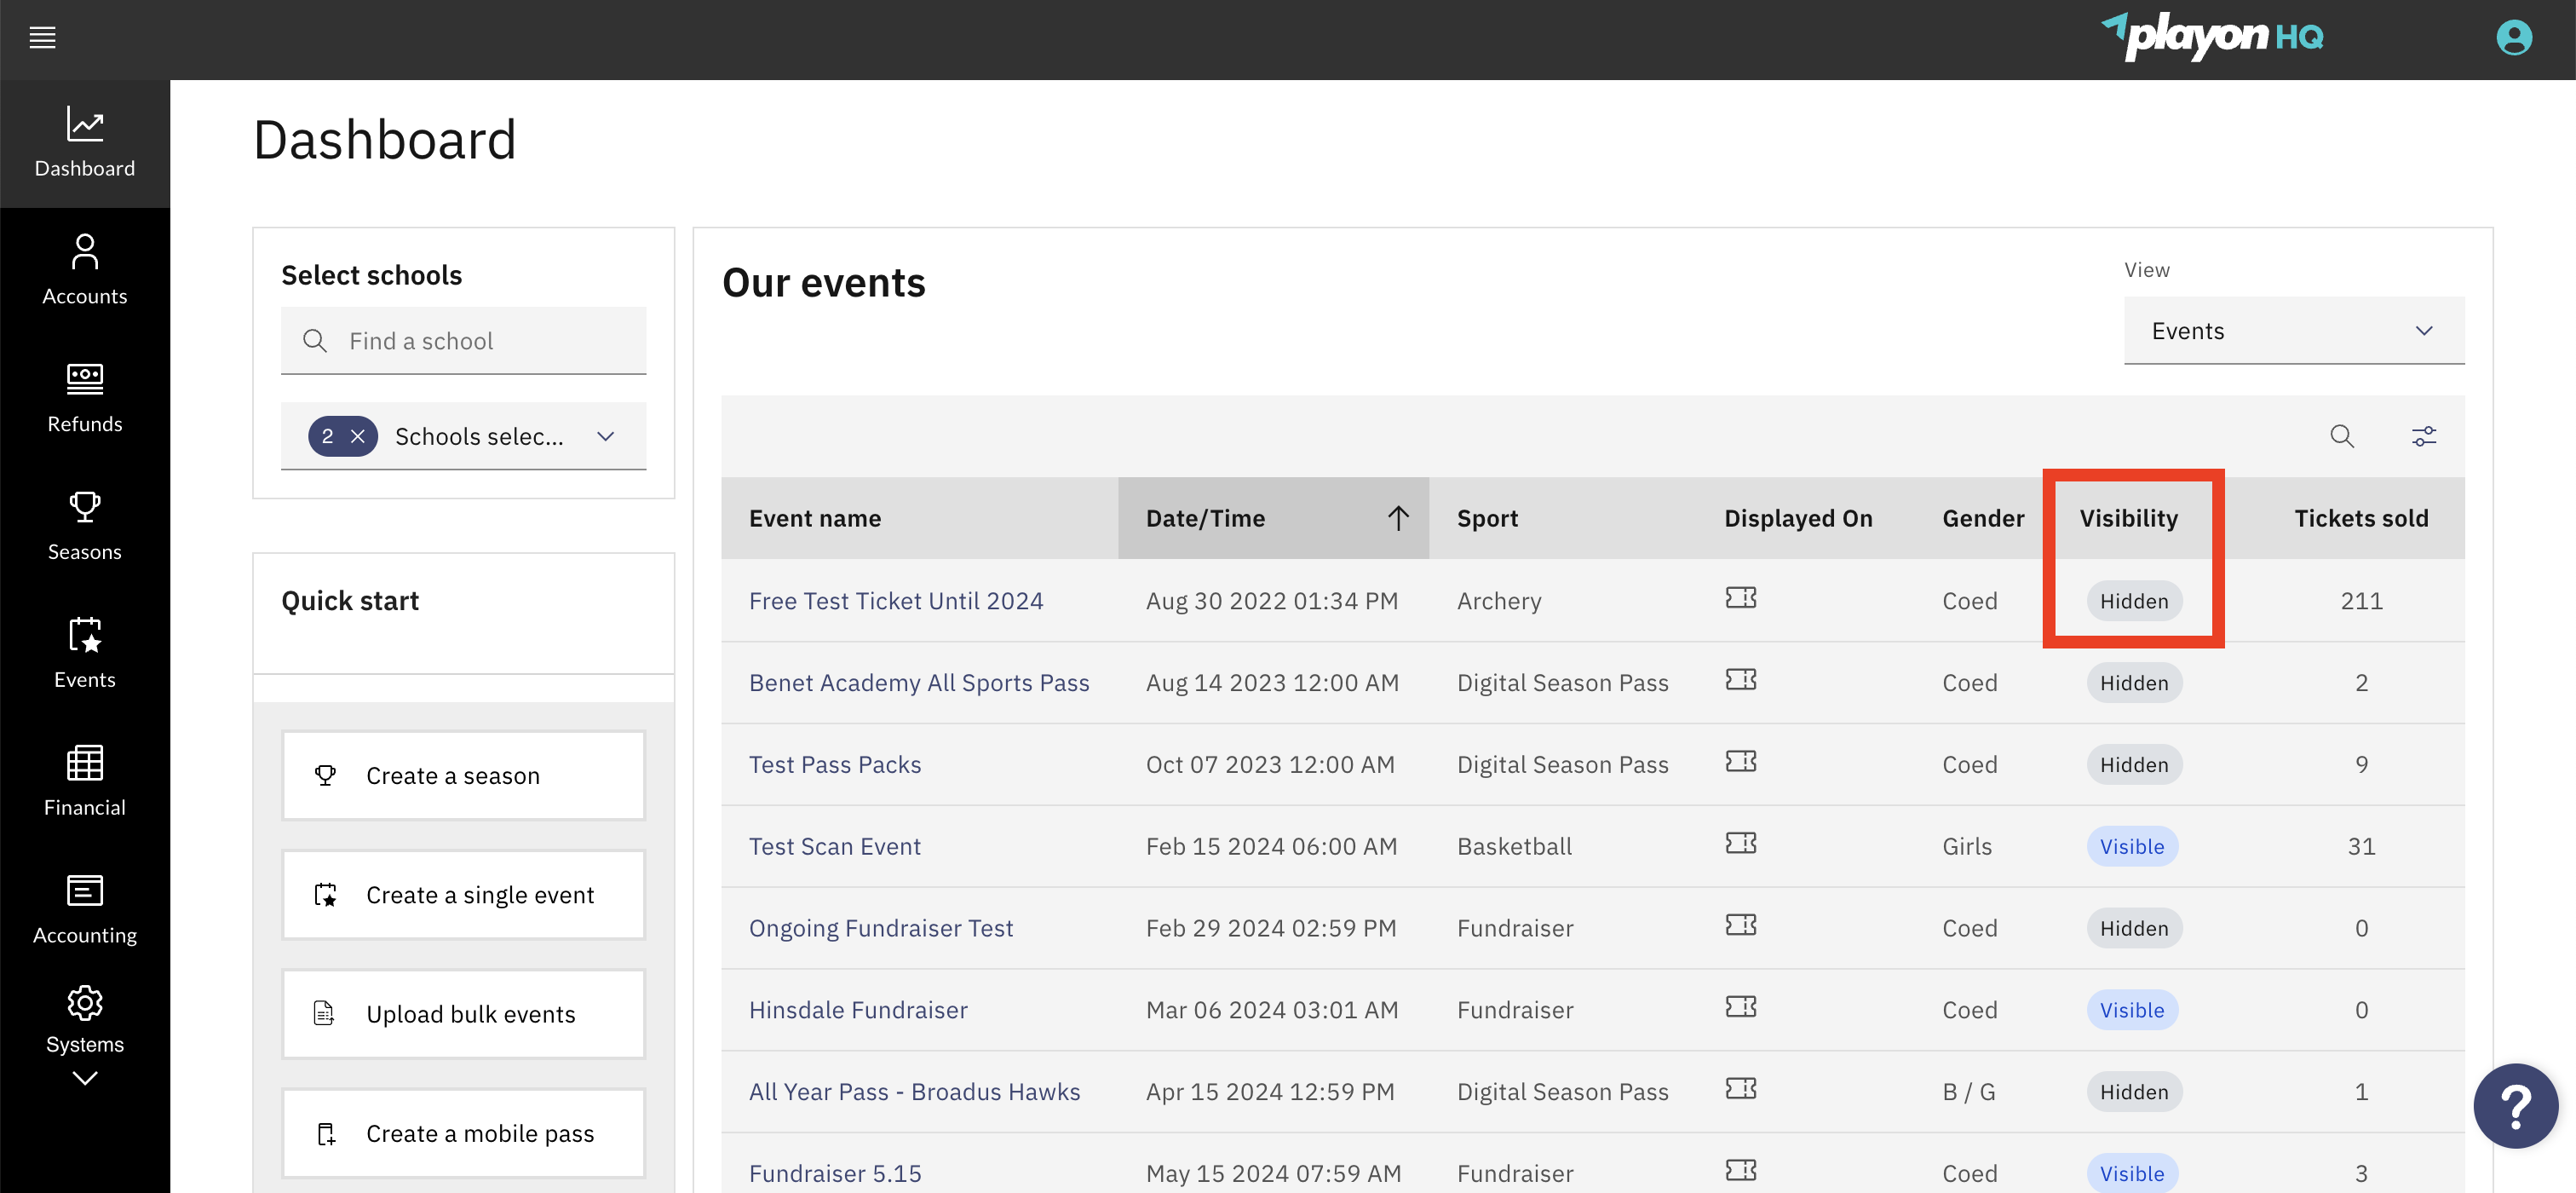 playon HQ
Dashboard
Accounts
Refunds
Seasons
Events
Financial
Accounting
Systems
Dashboard
Select schools
Find a school
2 Schools selec...
Quick start
Create a season
Create a single event
Upload bulk events
Create a mobile pass
Our events
View
Events
Event name Date/Time Sport Displayed On Gender Visibility Tickets sold
Free Test Ticket Until 2024 Aug 30 2022 01:34 PM Archery Coed Hidden 211
Benet Academy All Sports Pass Aug 14 2023 12:00 AM Digital Season Pass Coed Hidden 2
Test Pass Packs Oct 07 2023 12:00 AM Digital Season Pass Coed Hidden 9
Test Scan Event Feb 15 2024 06:00 AM Basketball Girls Visible 31
Ongoing Fundraiser Test Feb 29 2024 02:59 PM Fundraiser Coed Hidden 0
Hinsdale Fundraiser Mar 06 2024 03:01 AM Fundraiser Coed Visible 0
All Year Pass - Broadus Hawks Apr 15 2024 12:59 PM Digital Season Pass B / G Hidden 1
Fundraiser 5.15 May 15 2024 07:59 AM Fundraiser Coed Visible 3
?